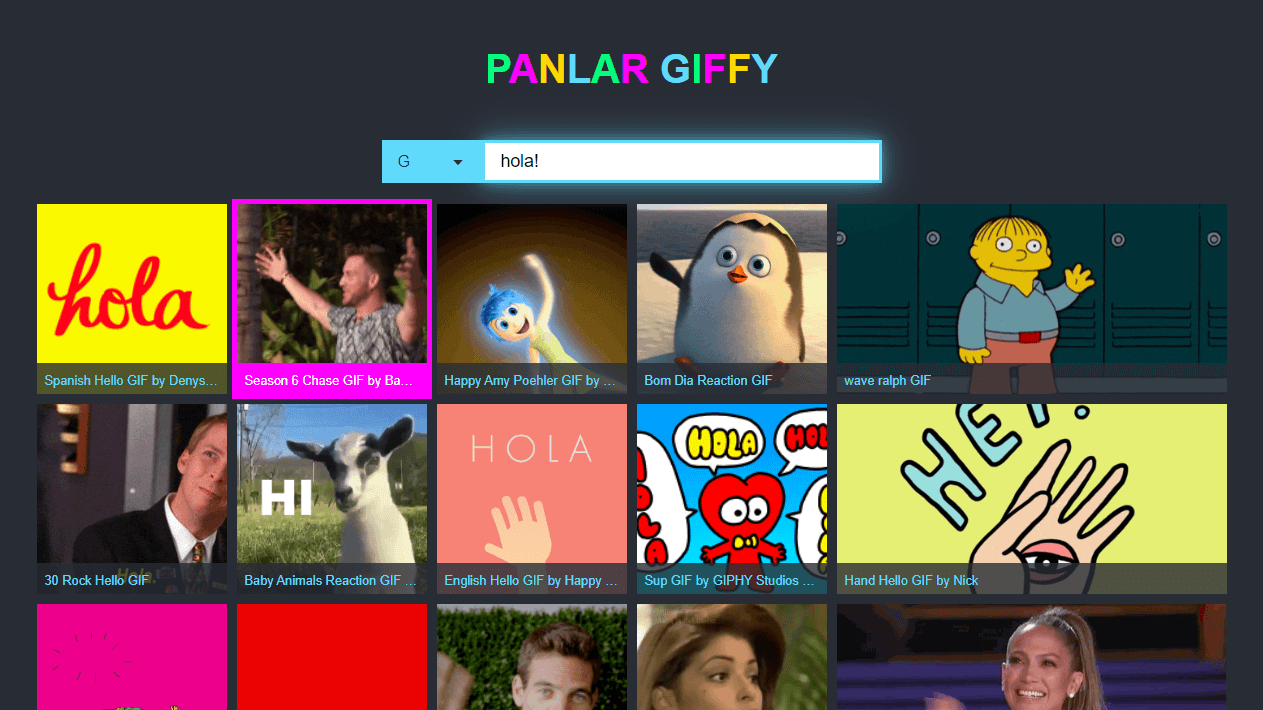 PANLAR GIFFY
G
hola!
hola
Spanish Hello GIF by Denys...
Season 6 Chase GIF by Ba...
Happy Amy Poehler GIF by ...
Bom Dia Reaction GIF
wave ralph GIF
HI
HOLA
HOLA
HOL
HOLA
HEY!
Hola,
30 Rock Hello GIF
Baby Animals Reaction GIF ...
English Hello GIF by Happy ...
Sup GIF by GIPHY Studios ...
Hand Hello GIF by Nick